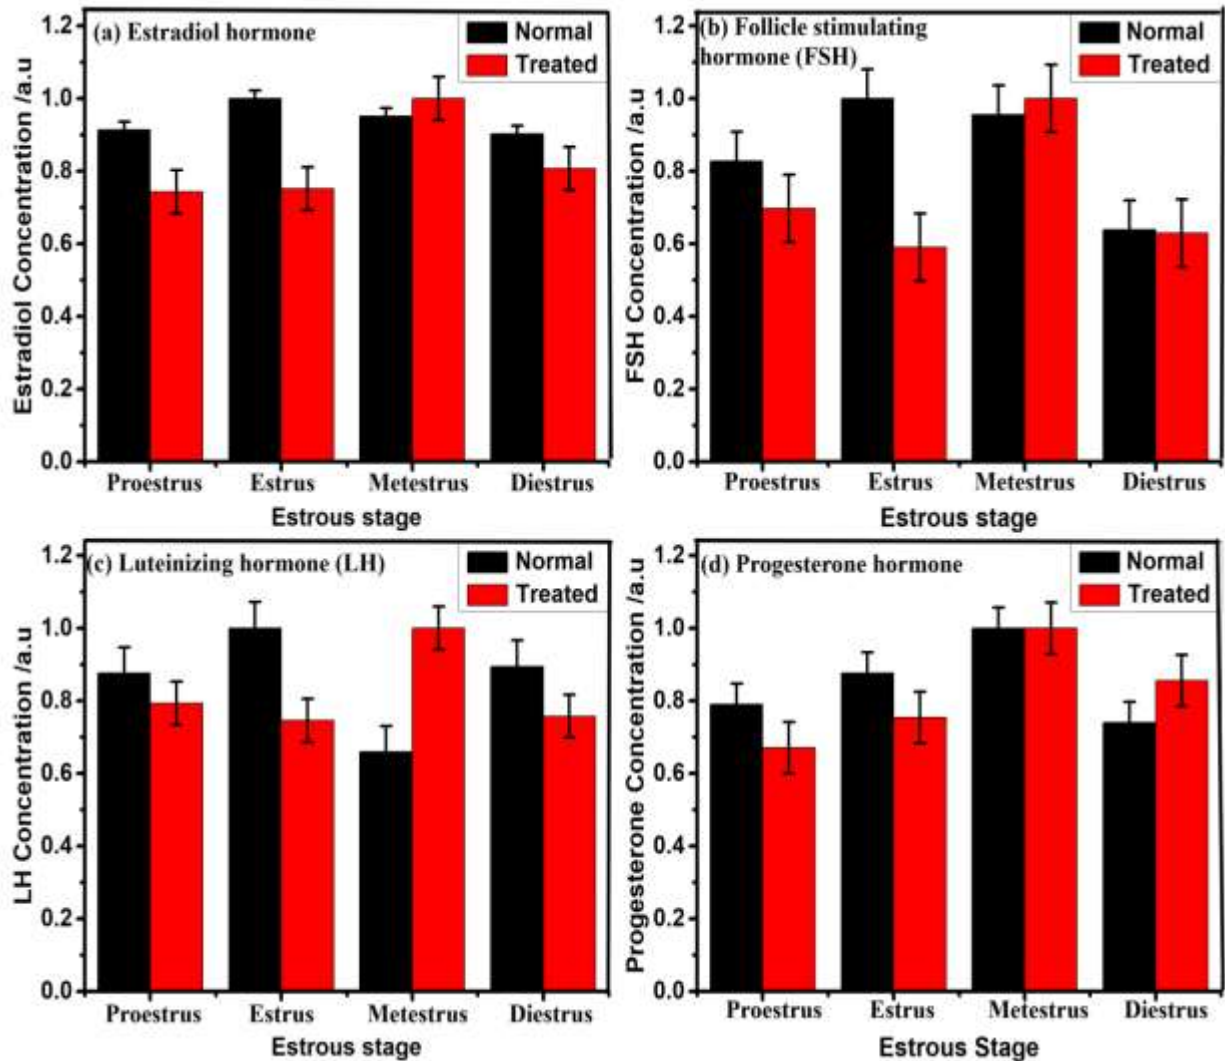 (a) Estradiol hormone
Normal
Treated
Estradiol Concentration /a.u
1.2
1.0
0.8
0.6
0.4
0.2
0.0
Proestrus Estrus Metestrus Diestrus
Estrous stage
(b) Follicle stimulating
hormone (FSH)
Normal
Treated
FSH Concentration /a.u
1.2
1.0
0.8
0.6
0.4
0.2
0.0
Proestrus Estrus Metestrus Diestrus
Estrous Stage
(c) Luteinizing hormone (LH)
Normal
Treated
LH Concentration /a.u
1.2
1.0
0.8
0.6
0.4
0.2
0.0
Proestrus Estrus Metestrus Diestrus
Estrous stage
(d) Progesterone hormone
Normal
Treated
Progesterone Concentration /a.u
1.2
1.0
0.8
0.6
0.4
0.2
0.0
Proestrus Estrus Metestrus Diestrus
Estrous Stage